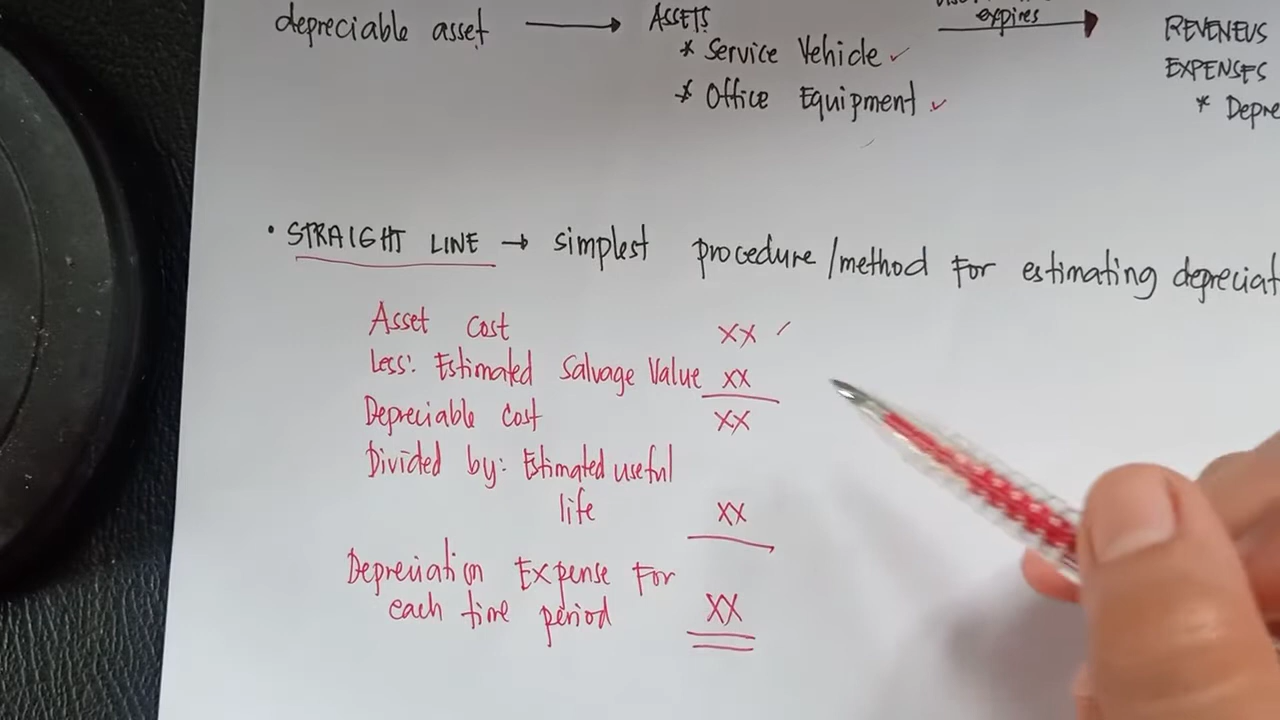 depreciable asset → ASSETS
* Service Vehicle ✓
* Office Equipment ✓
expires
REVENEUS
EXPENSES
* Depre
• STRAIGHT LINE → simplest procedure/method for estimating depreciat
Asset cost XX
Less: Estimated Salvage Value XX
Depreciable cost XX
Divided by: Estimated useful
life XX
Depreciation Expense for
each time period XX